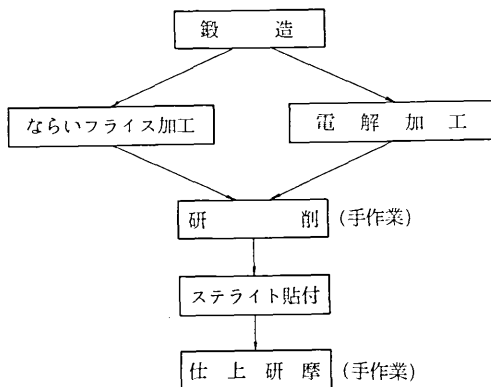 鍛造
ならいフライス加工
電解加工
研削 (手作業)
ステライト貼付
仕上研摩 (手作業)